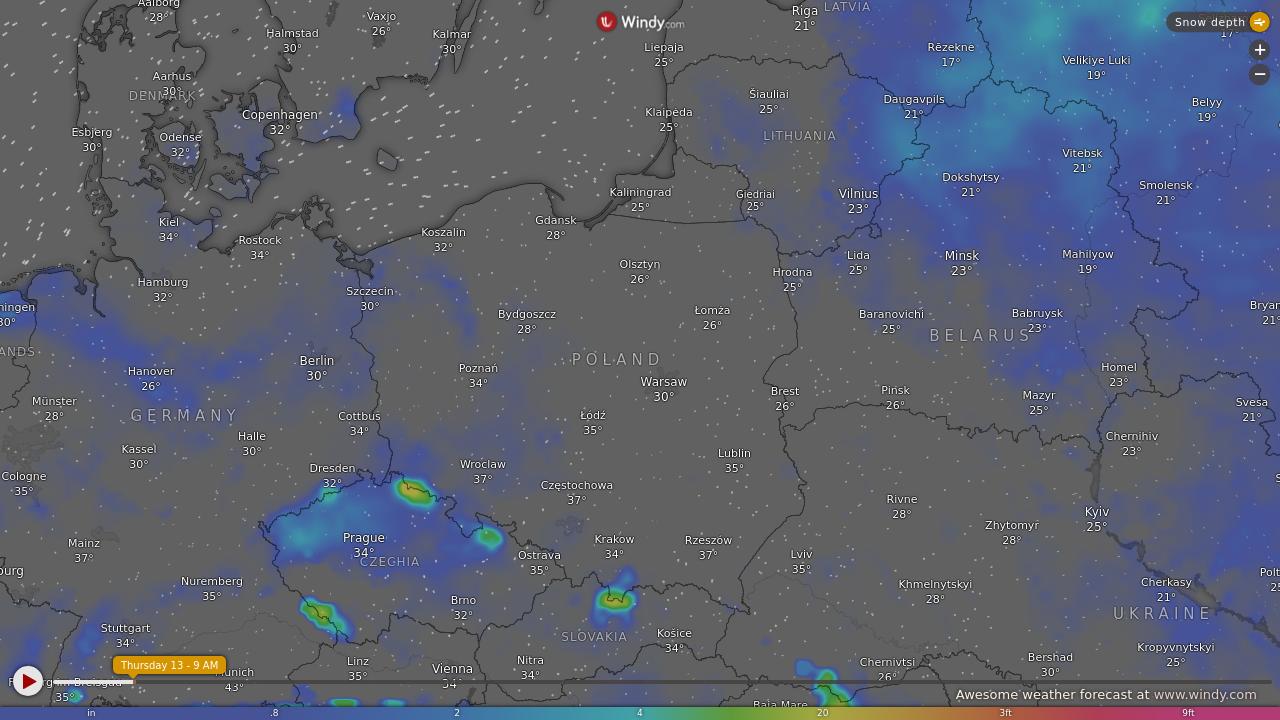 Aalborg
28°
Vaxjo
26°
Halmstad
30°
Kalmar
30°
Windy.com
Riga
21°
LATVIA
Snow depth
17°
Liepaja
25°
Rēzekne
17°
Velikiye Luki
19°
+
−
Aarhus
30°
DENMARK
Copenhagen
32°
Esbjerg
30°
Odense
32°
Klaipėda
25°
Šiauliai
25°
LITHUANIA
Daugavpils
21°
Belyy
19°
Vitebsk
21°
Dokshytsy
21°
Smolensk
21°
Kaliningrad
25°
Giedriai
25°
Vilnius
23°
Kiel
34°
Rostock
34°
Koszalin
32°
Gdansk
28°
Olsztyn
26°
Hrodna
25°
Lida
25°
Minsk
23°
Mahilyow
19°
Hamburg
32°
Szczecin
30°
Bydgoszcz
28°
Łomża
26°
Baranovichi
25°
Babruysk
23°
BELARUS
Bryan
21°
ningen
30°
ANDS
Hanover
26°
Berlin
30°
Poznań
34°
POLAND
Warsaw
30°
Brest
26°
Pińsk
26°
Homel
23°
Mazyr
25°
Svesa
21°
Münster
28°
GERMANY
Cottbus
34°
Łódź
35°
Kassel
30°
Halle
30°
Lublin
35°
Chernihiv
23°
Cologne
35°
Dresden
32°
Wroclaw
37°
Częstochowa
37°
Rivne
28°
Zhytomyr
28°
Kyiv
25°
Mainz
37°
Prague
34°
CZECHIA
Ostrava
35°
Krakow
34°
Rzeszow
37°
Lviv
35°
Khmelnytskyi
28°
Cherkasy
21°
Polt
25
UKRAINE
burg
Nuremberg
35°
Brno
32°
SLOVAKIA
Košice
34°
Kropyvnytskyi
25°
Stuttgart
34°
Linz
35°
Vienna
34°
Nitra
34°
Chernivtsi
26°
Bershad
30°
Thursday 13 - 9 AM
35°
43°
Baia Mare
Awesome weather forecast at www.windy.com
in .8 2 4 20 3ft 9ft